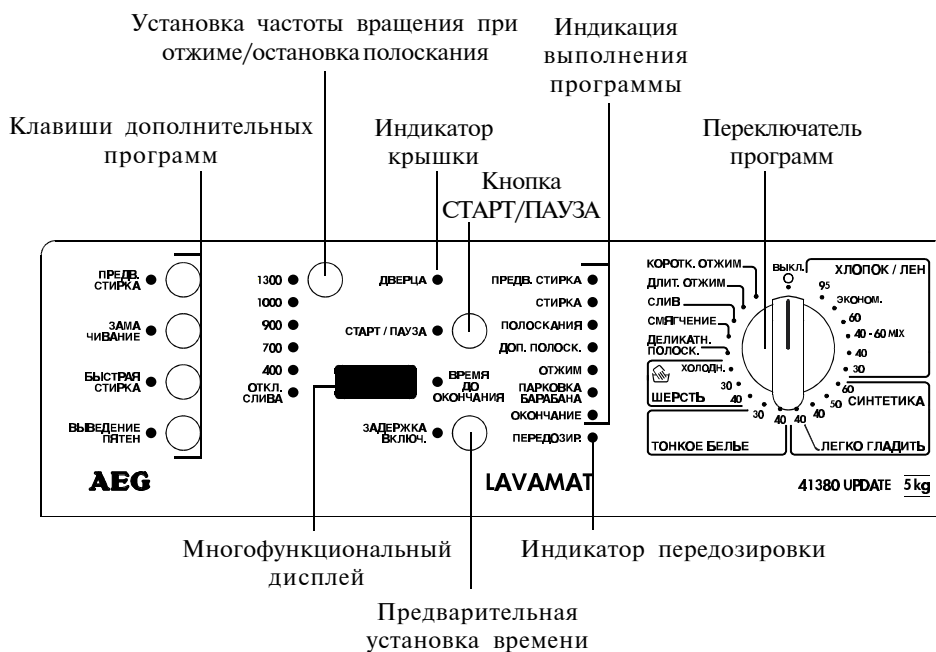 Установка частоты вращения при
отжиме/остановка полоскания
Индикация
выполнения
программы
Клавиши дополнительных
программ
Индикатор
крышки
Кнопка
СТАРТ/ПАУЗА
Переключатель
программ
ПРЕДВ.
СТИРКА
ЗАМА
ЧИВАНИЕ
БЫСТРАЯ
СТИРКА
ВЫВЕДЕНИЕ
ПЯТЕН
AEG
1300
1000
900
700
400
ОТКЛ.
СЛИВА
ДВЕРЦА
СТАРТ / ПАУЗА
ВРЕМЯ
ДО
ОКОНЧАНИЯ
ЗАДЕРЖКА
ВКЛЮЧ.
ПРЕДВ. СТИРКА
СТИРКА
ПОЛОСКАНИЯ
ДОП. ПОЛОСК.
ОТЖИМ
ПАРКОВКА
БАРАБАНА
ОКОНЧАНИЕ
ПЕРЕДОЗИР.
LAVAMAT
КОРОТК. ОТЖИМ
ДЛИТ. ОТЖИМ
СЛИВ
СМЯГЧЕНИЕ
ДЕЛИКАТН.
ПОЛОСК.
ВЫКЛ.
ХЛОПОК / ЛЕН
95
ЭКОНОМ.
60
40 - 60 MIX
40
30
ХОЛОДН.
30
40
ШЕРСТЬ
60
50
40
40
СИНТЕТИКА
30
40
ТОНКОЕ БЕЛЬЕ
40
ЛЕГКО ГЛАДИТЬ
41380 UPDATE 5 kg
Многофункциональный
дисплей
Индикатор передозировки
Предварительная
установка времени